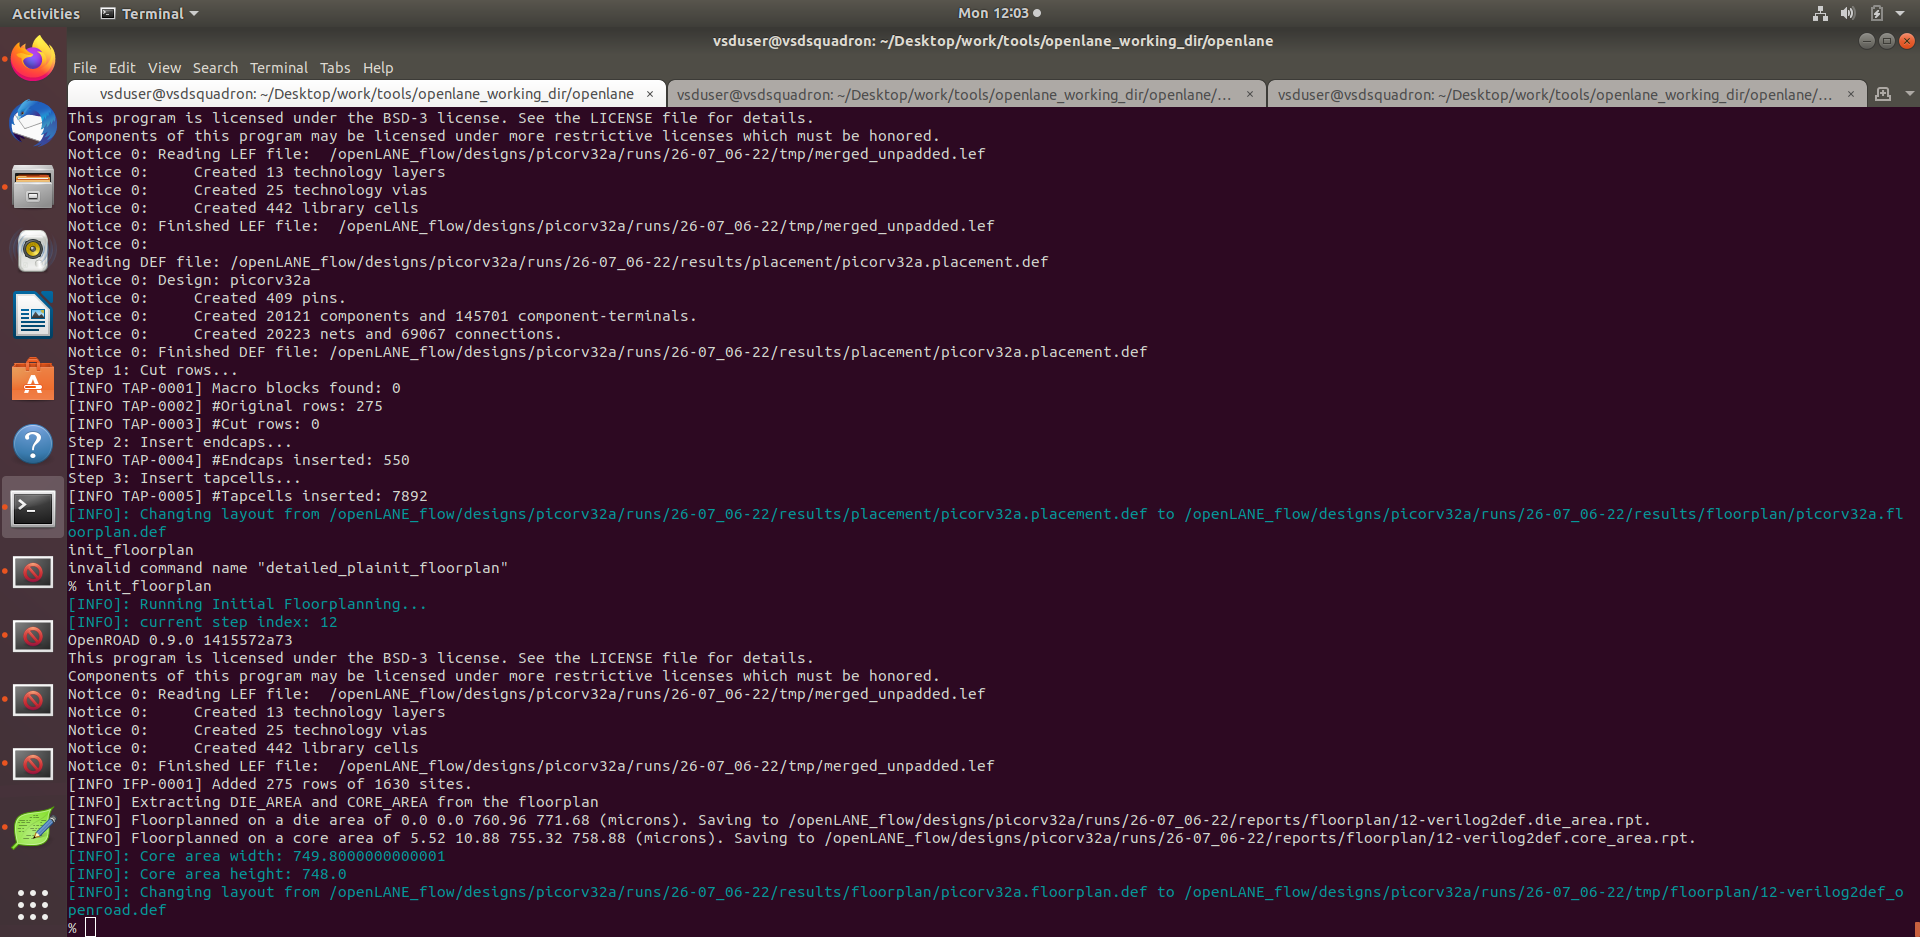 Activities
Terminal
Mon 12:03
vsduser@vsdsquadron: ~/Desktop/work/tools/openlane_working_dir/openlane
File Edit View Search Terminal Tabs Help
vsduser@vsdsquadron: ~/Desktop/work/tools/openlane_working_dir/openlane × vsduser@vsdsquadron: ~/Desktop/work/tools/openlane_working_dir/openlane/... × vsduser@vsdsquadron: ~/Desktop/work/tools/openlane_working_dir/openlane/... ×
This program is licensed under the BSD-3 license. See the LICENSE file for details.
Components of this program may be licensed under more restrictive licenses which must be honored.
Notice 0: Reading LEF file:  /openLANE_flow/designs/picorv32a/runs/26-07_06-22/tmp/merged_unpadded.lef
Notice 0:     Created 13 technology layers
Notice 0:     Created 25 technology vias
Notice 0:     Created 442 library cells
Notice 0: Finished LEF file:  /openLANE_flow/designs/picorv32a/runs/26-07_06-22/tmp/merged_unpadded.lef
Notice 0:
Reading DEF file: /openLANE_flow/designs/picorv32a/runs/26-07_06-22/results/placement/picorv32a.placement.def
Notice 0: Design: picorv32a
Notice 0:     Created 409 pins.
Notice 0:     Created 20121 components and 145701 component-terminals.
Notice 0:     Created 20223 nets and 69067 connections.
Notice 0: Finished DEF file: /openLANE_flow/designs/picorv32a/runs/26-07_06-22/results/placement/picorv32a.placement.def
Step 1: Cut rows...
[INFO TAP-0001] Macro blocks found: 0
[INFO TAP-0002] #Original rows: 275
[INFO TAP-0003] #Cut rows: 0
Step 2: Insert endcaps...
[INFO TAP-0004] #Endcaps inserted: 550
Step 3: Insert tapcells...
[INFO TAP-0005] #Tapcells inserted: 7892
[INFO]: Changing layout from /openLANE_flow/designs/picorv32a/runs/26-07_06-22/results/placement/picorv32a.placement.def to /openLANE_flow/designs/picorv32a/runs/26-07_06-22/results/floorplan/picorv32a.fl
oorplan.def
init_floorplan
invalid command name "detailed_plainit_floorplan"
% init_floorplan
[INFO]: Running Initial Floorplanning...
[INFO]: current step index: 12
OpenROAD 0.9.0 1415572a73
This program is licensed under the BSD-3 license. See the LICENSE file for details.
Components of this program may be licensed under more restrictive licenses which must be honored.
Notice 0: Reading LEF file:  /openLANE_flow/designs/picorv32a/runs/26-07_06-22/tmp/merged_unpadded.lef
Notice 0:     Created 13 technology layers
Notice 0:     Created 25 technology vias
Notice 0:     Created 442 library cells
Notice 0: Finished LEF file:  /openLANE_flow/designs/picorv32a/runs/26-07_06-22/tmp/merged_unpadded.lef
[INFO IFP-0001] Added 275 rows of 1630 sites.
[INFO] Extracting DIE_AREA and CORE_AREA from the floorplan
[INFO] Floorplanned on a die area of 0.0 0.0 760.96 771.68 (microns). Saving to /openLANE_flow/designs/picorv32a/runs/26-07_06-22/reports/floorplan/12-verilog2def.die_area.rpt.
[INFO] Floorplanned on a core area of 5.52 10.88 755.32 758.88 (microns). Saving to /openLANE_flow/designs/picorv32a/runs/26-07_06-22/reports/floorplan/12-verilog2def.core_area.rpt.
[INFO]: Core area width: 749.8000000000001
[INFO]: Core area height: 748.0
[INFO]: Changing layout from /openLANE_flow/designs/picorv32a/runs/26-07_06-22/results/floorplan/picorv32a.floorplan.def to /openLANE_flow/designs/picorv32a/runs/26-07_06-22/tmp/floorplan/12-verilog2def_o
penroad.def
%